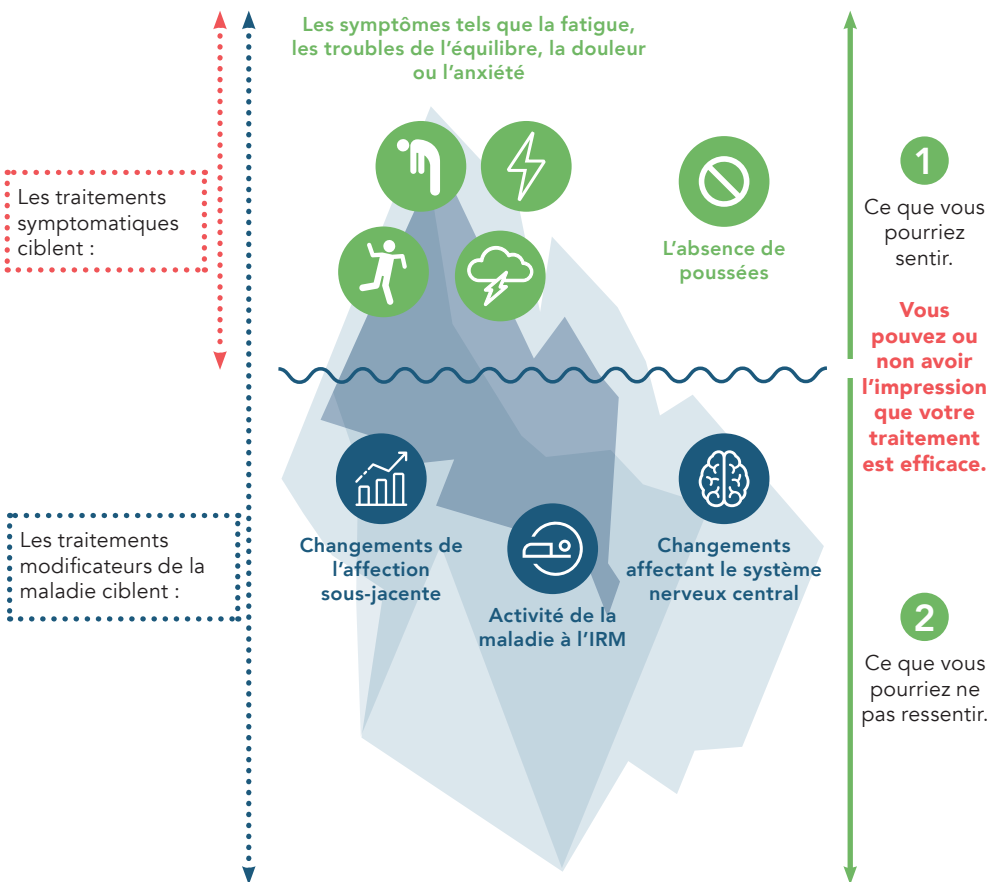 Les symptômes tels que la fatigue,
les troubles de l’équilibre, la douleur
ou l’anxiété
Les traitements
symptomatiques
ciblent :
L’absence de
poussées
1
Ce que vous
pourriez
sentir.
Vous
pouvez ou
non avoir
l’impression
que votre
traitement
est efficace.
Les traitements
modificateurs de la
maladie ciblent :
Changements de
l’affection
sous-jacente
Activité de la
maladie à l’IRM
Changements
affectant le système
nerveux central
2
Ce que vous
pourriez ne
pas ressentir.